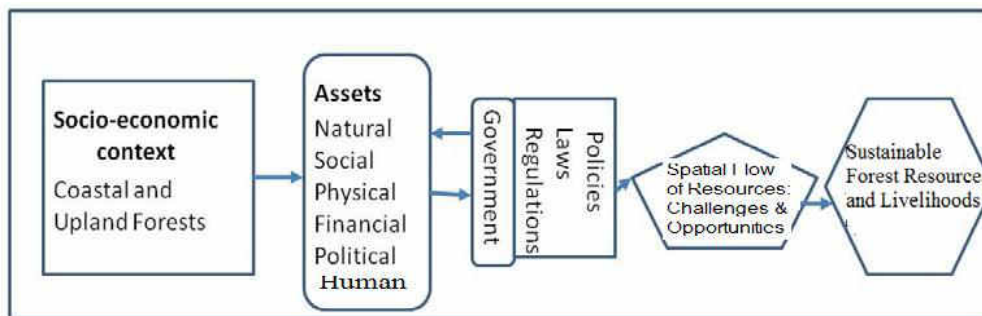 Socio-economic
context
Coastal and
Upland Forests
Assets
Natural
Social
Physical
Financial
Political
Human
Government
Regulations
Laws
Policies
Spatial Flow
of Resources:
Challenges &
Opportunities
Sustainable
Forest Resource
and Livelihoods